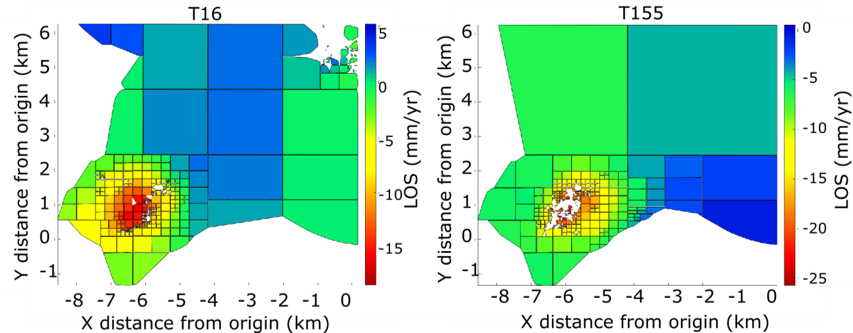 T16
T155
6
5
4
3
2
1
0
-1
Y distance from origin (km)
-8 -7 -6 -5 -4 -3 -2 -1 0
X distance from origin (km)
5
0
-5
-10
-15
LOS (mm/yr)
6
5
4
3
2
1
0
-1
Y distance from origin (km)
-8 -7 -6 -5 -4 -3 -2 -1 0
X distance from origin (km)
0
-5
-10
-15
-20
-25
LOS (mm/yr)